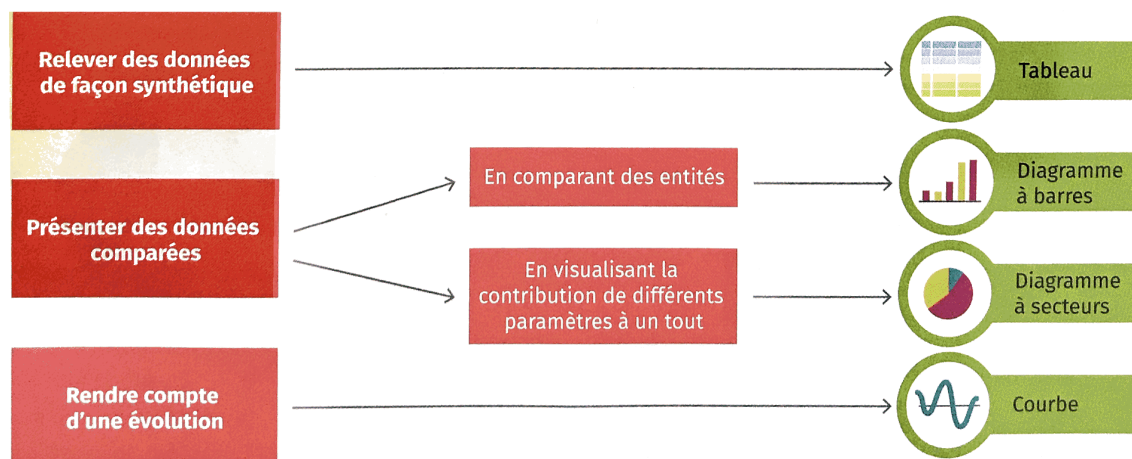 Relever des données
de façon synthétique
Tableau
Présenter des données
comparées
En comparant des entités
Diagramme
à barres
En visualisant la
contribution de différents
paramètres à un tout
Diagramme
à secteurs
Rendre compte
d'une évolution
Courbe